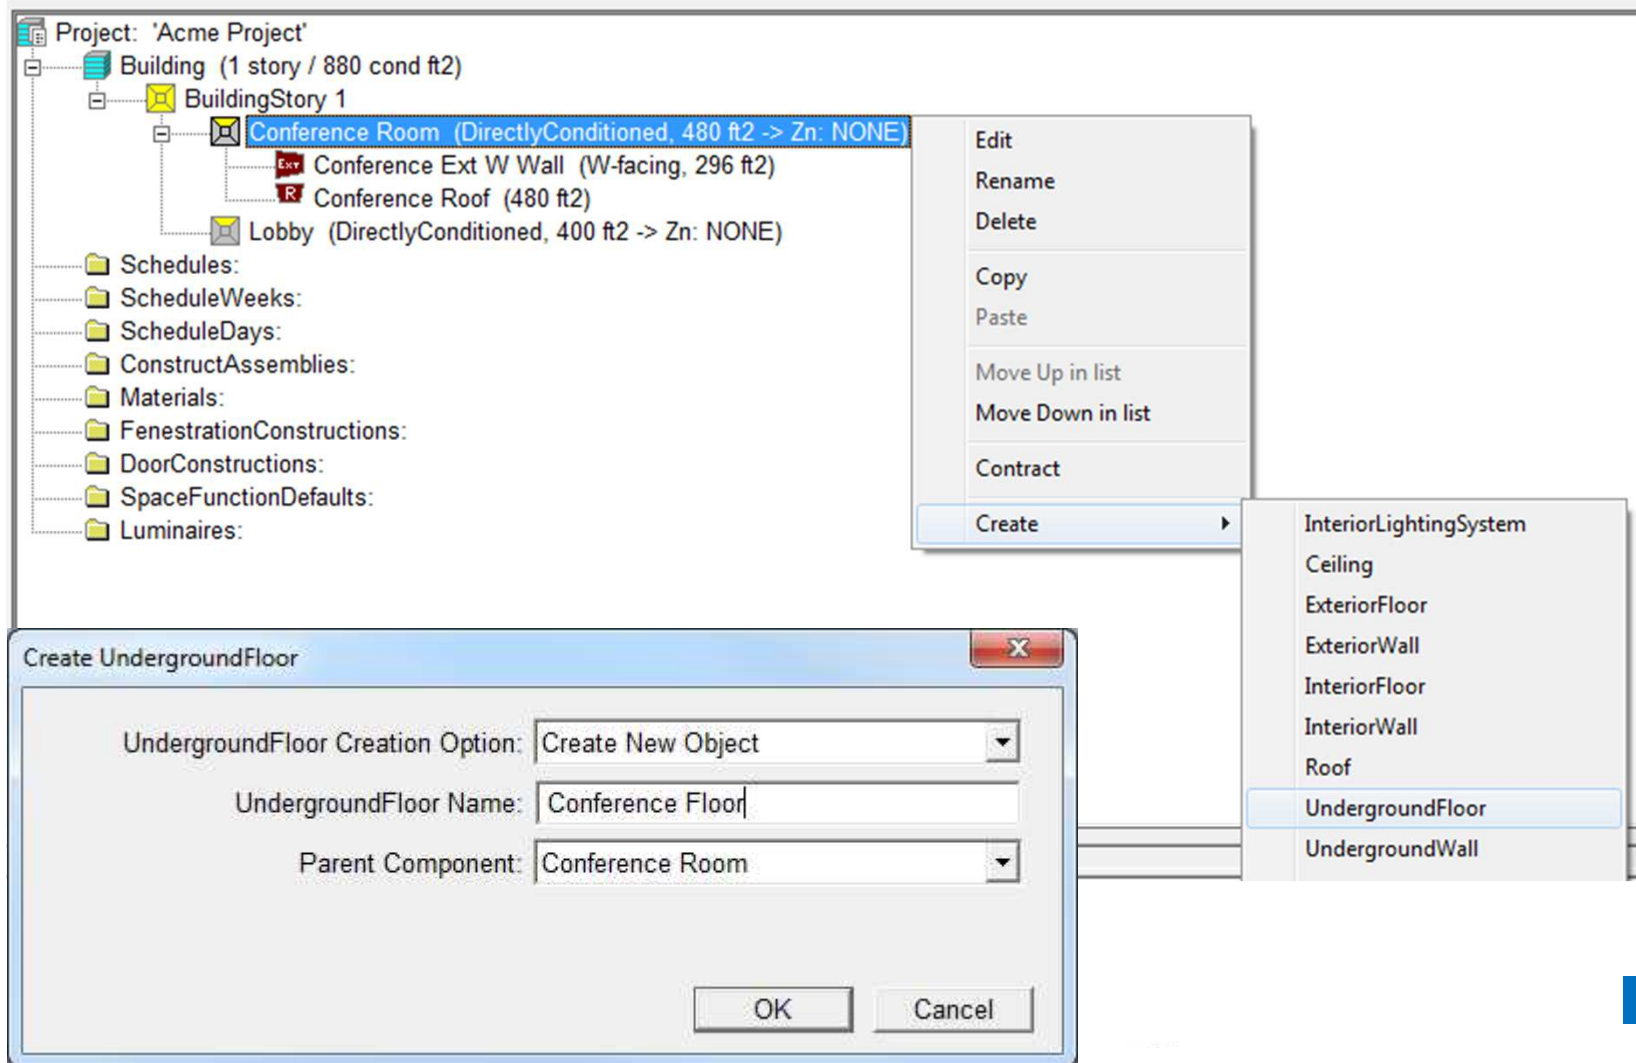 Project: 'Acme Project'
Building (1 story / 880 cond ft2)
BuildingStory 1
Conference Room (DirectlyConditioned, 480 ft2 -> Zn: NONE)
Ext Conference Ext W Wall (W-facing, 296 ft2)
R Conference Roof (480 ft2)
Lobby (DirectlyConditioned, 400 ft2 -> Zn: NONE)
Schedules:
ScheduleWeeks:
ScheduleDays:
ConstructAssemblies:
Materials:
FenestrationConstructions:
DoorConstructions:
SpaceFunctionDefaults:
Luminaires:
Edit
Rename
Delete
Copy
Paste
Move Up in list
Move Down in list
Contract
Create
InteriorLightingSystem
Ceiling
ExteriorFloor
ExteriorWall
InteriorFloor
InteriorWall
Roof
UndergroundFloor
UndergroundWall
Create UndergroundFloor
UndergroundFloor Creation Option: Create New Object
UndergroundFloor Name: Conference Floor
Parent Component: Conference Room
OK Cancel